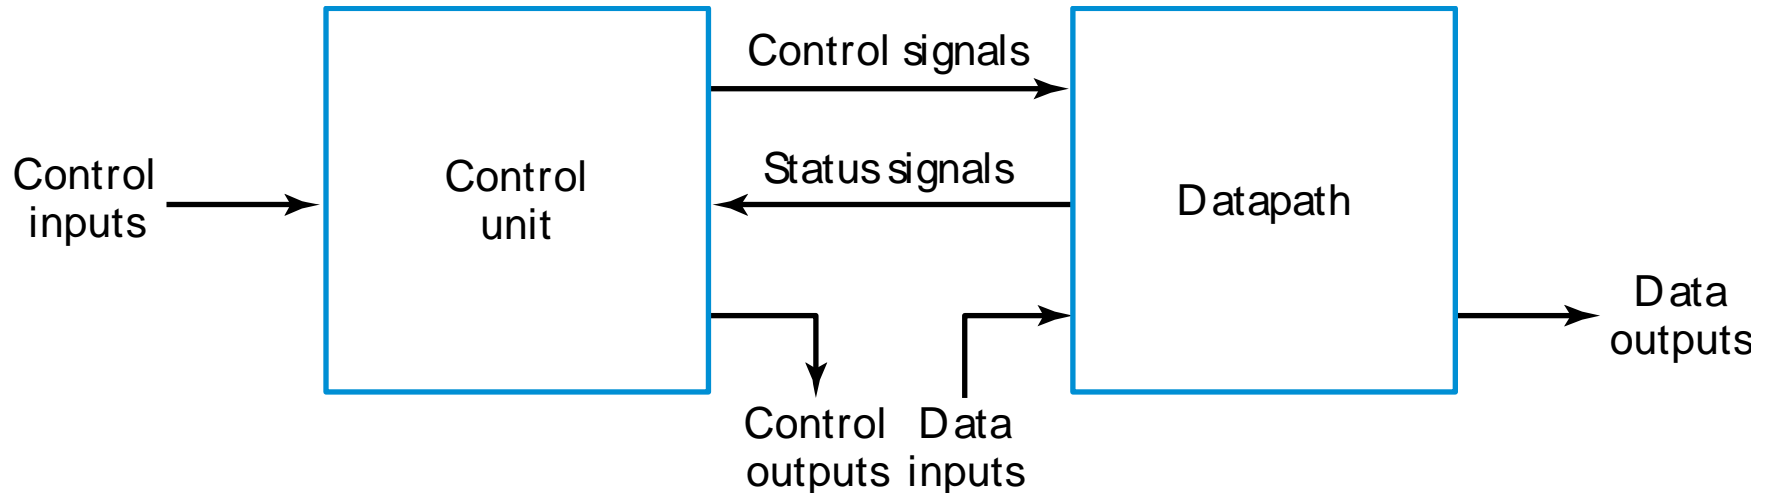 Control signals
Control
inputs
Control
unit
Status signals
Datapath
Data
outputs
Control
outputs
Data
inputs